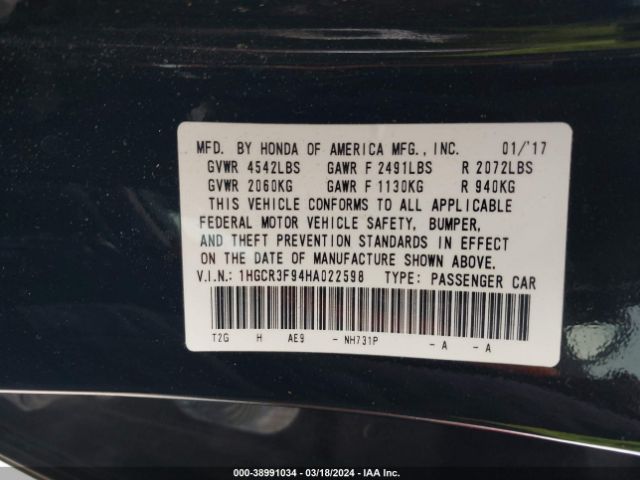 MFD. BY HONDA OF AMERICA MFG., INC. 01/'17
GVWR 4542LBS GAWR F 2491LBS R 2072LBS
GVWR 2060KG GAWR F 1130KG R 940KG
THIS VEHICLE CONFORMS TO ALL APPLICABLE
FEDERAL MOTOR VEHICLE SAFETY, BUMPER,
AND THEFT PREVENTION STANDARDS IN EFFECT
ON THE DATE OF MANUFACTURE SHOWN ABOVE.
V.I.N.: 1HGCR3F94HA022598 TYPE: PASSENGER CAR
T2G H AE9 - NH731P - A - A
000-38991034 / 03/18/2024 - IAA Inc.